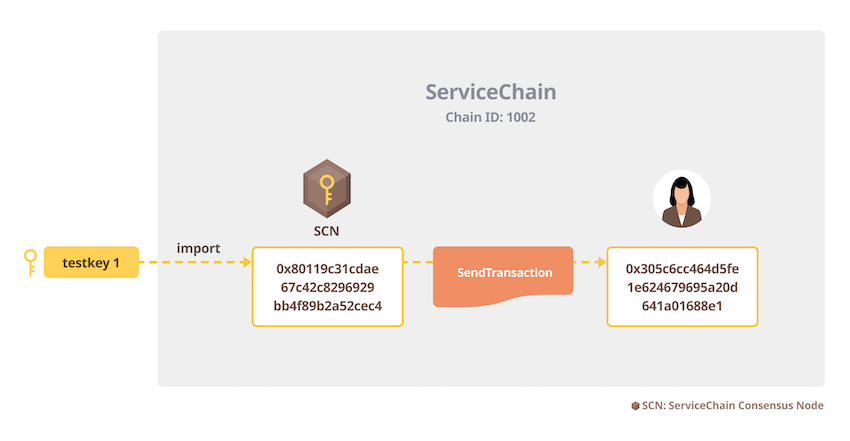 ServiceChain
Chain ID: 1002
SCN
testkey 1
import
0x80119c31cdae
67c42c8296929
bb4f89b2a52cec4
SendTransaction
0x305c6cc464d5fe
1e624679695a20d
641a01688e1
SCN: ServiceChain Consensus Node